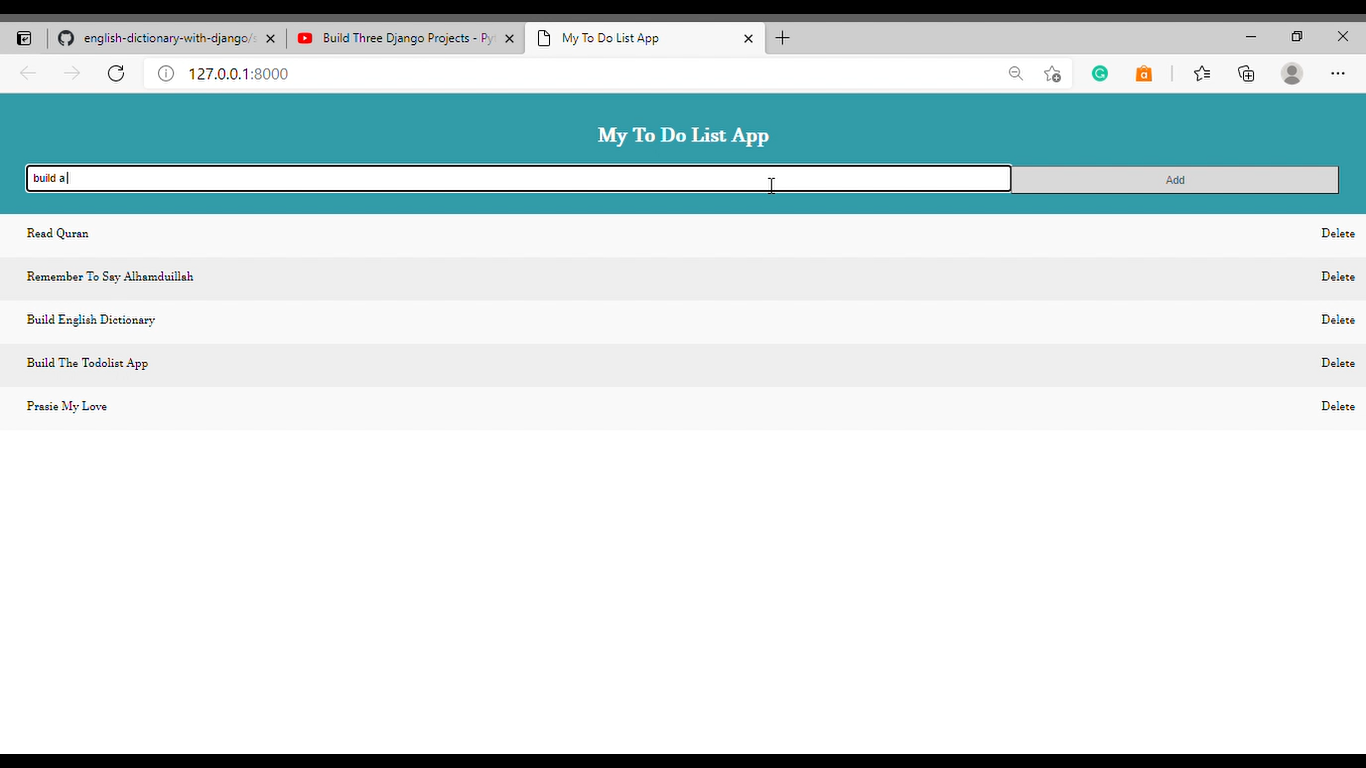 english-dictionary-with-django/s
Build Three Django Projects - Pyt
My To Do List App
127.0.0.1:8000
My To Do List App
build a
Add
Read Quran Delete
Remember To Say Alhamduillah Delete
Build English Dictionary Delete
Build The Todolist App Delete
Prasie My Love Delete